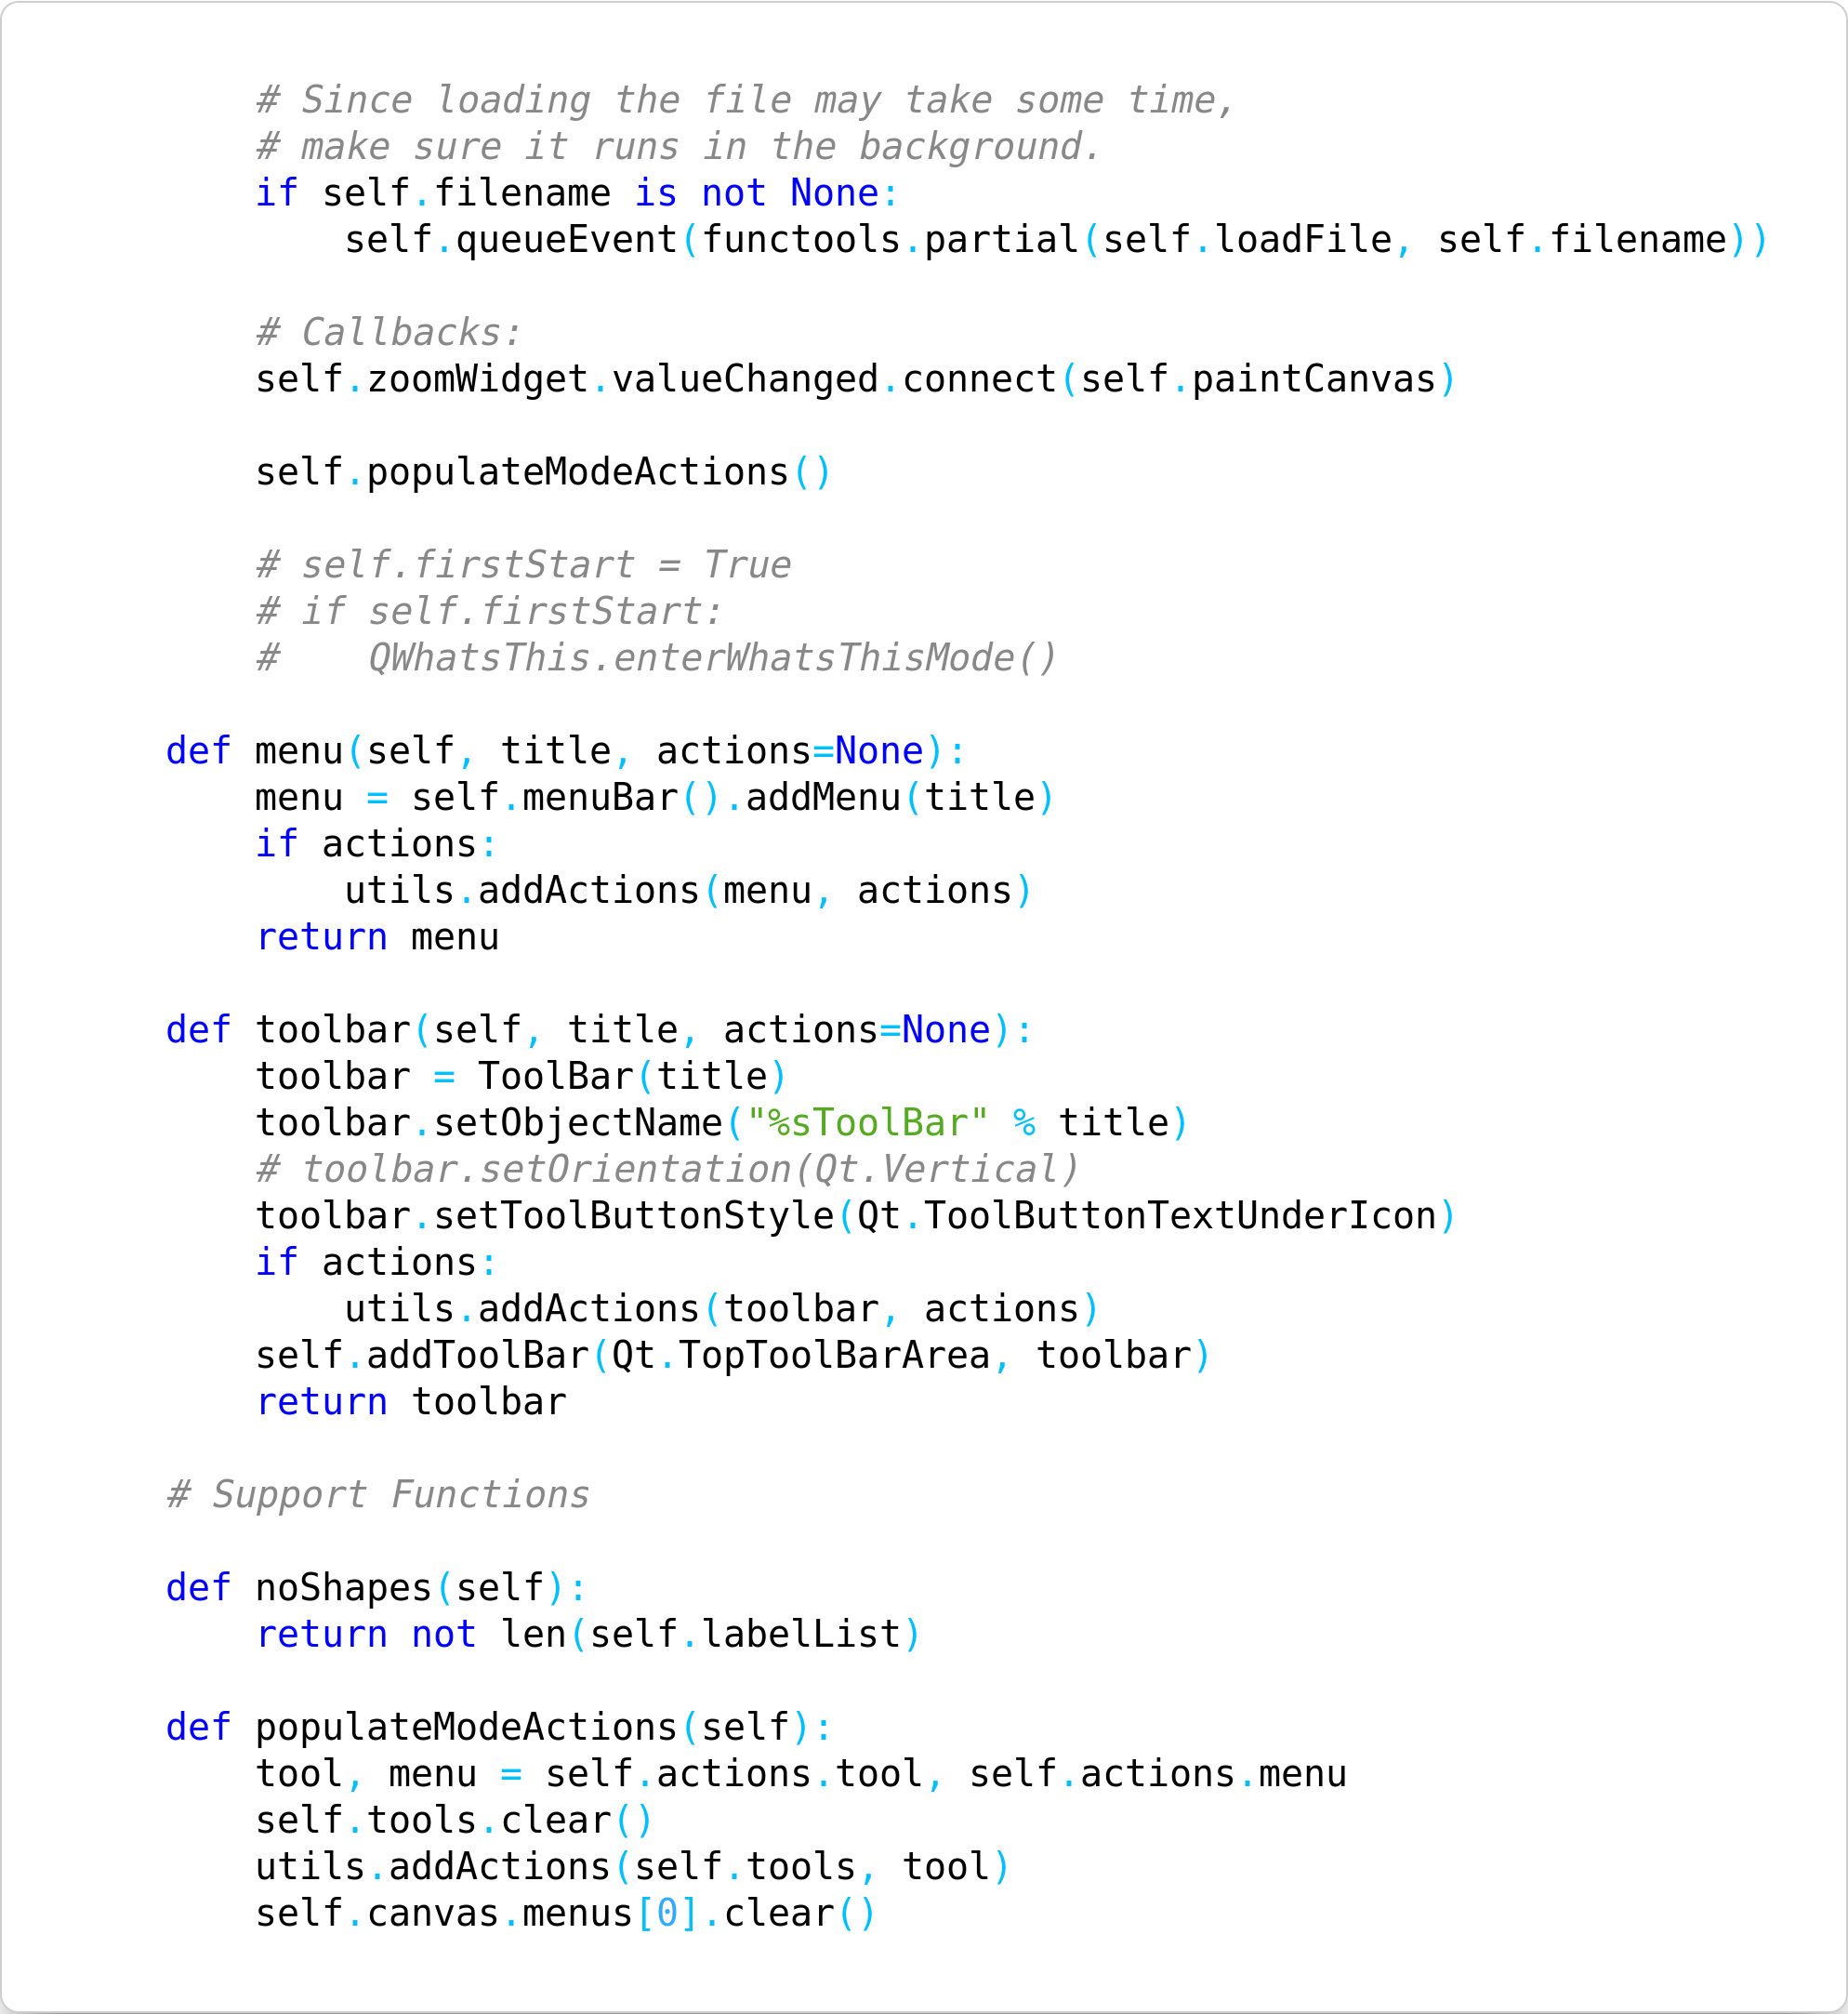 # Since loading the file may take some time,
        # make sure it runs in the background.
        if self.filename is not None:
            self.queueEvent(functools.partial(self.loadFile, self.filename))

        # Callbacks:
        self.zoomWidget.valueChanged.connect(self.paintCanvas)

        self.populateModeActions()

        # self.firstStart = True
        # if self.firstStart:
        #    QWhatsThis.enterWhatsThisMode()

    def menu(self, title, actions=None):
        menu = self.menuBar().addMenu(title)
        if actions:
            utils.addActions(menu, actions)
        return menu

    def toolbar(self, title, actions=None):
        toolbar = ToolBar(title)
        toolbar.setObjectName("%sToolBar" % title)
        # toolbar.setOrientation(Qt.Vertical)
        toolbar.setToolButtonStyle(Qt.ToolButtonTextUnderIcon)
        if actions:
            utils.addActions(toolbar, actions)
        self.addToolBar(Qt.TopToolBarArea, toolbar)
        return toolbar

    # Support Functions

    def noShapes(self):
        return not len(self.labelList)

    def populateModeActions(self):
        tool, menu = self.actions.tool, self.actions.menu
        self.tools.clear()
        utils.addActions(self.tools, tool)
        self.canvas.menus[0].clear()